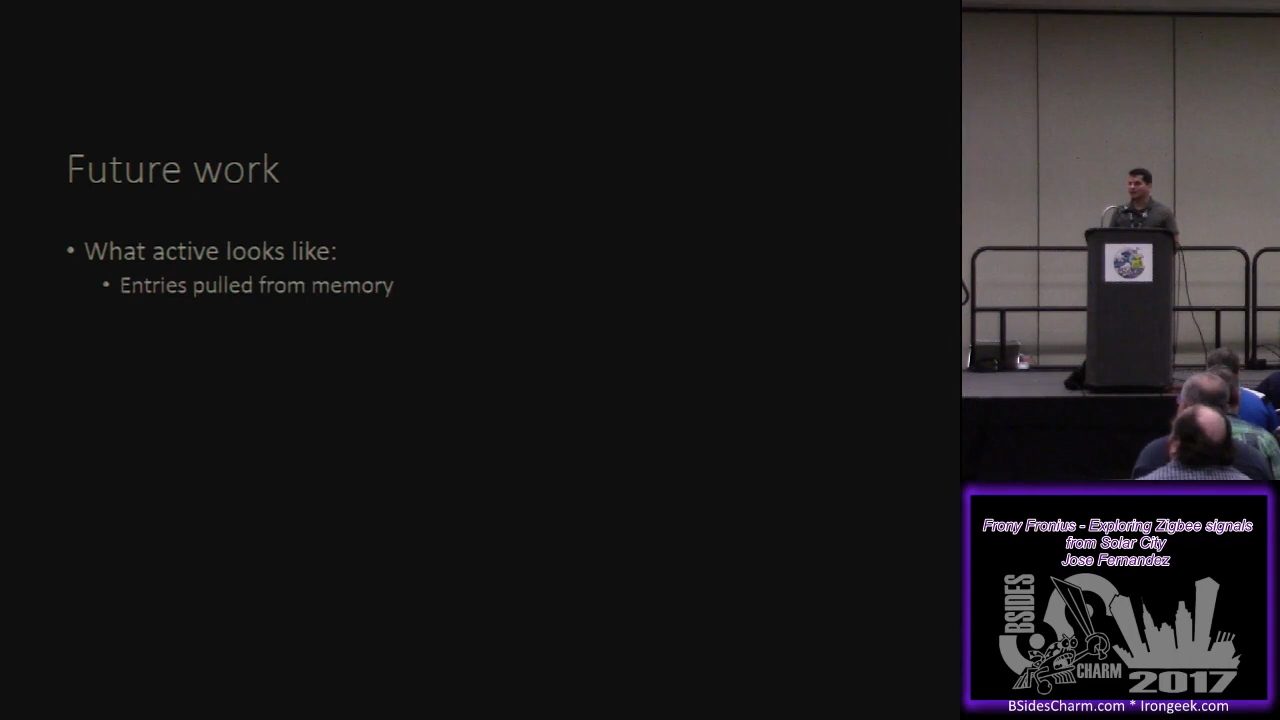 Future work
• What active looks like:
• Entries pulled from memory
Frony Fronius - Exploring Zigbee signals
from Solar City
Jose Fernandez
BSIDES
CHARM
2017
BSidesCharm.com * Irongeek.com